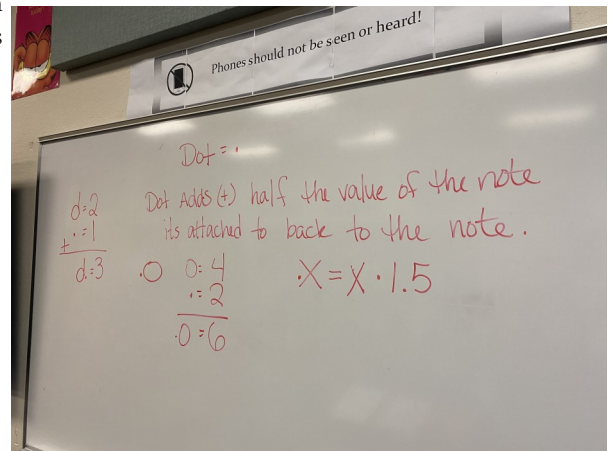 Phones should not be seen or heard!
Dot = .
Dot Adds (+) half the value of the note
its attached to back to the note.
d=2
.=1
+
d.=3
.O
O=4
.=2
.O=6
.X=X·1.5